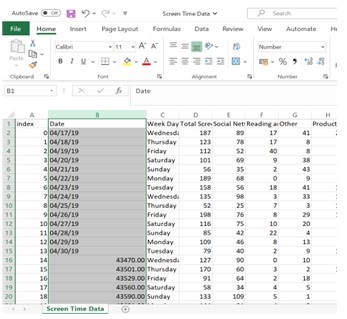 AutoSave Off Screen Time Data Search
File Home Insert Page Layout Formulas Data Review View Automate H
Paste Calibri 11 A A Number
B I U $ % 9
Clipboard Font Alignment Number
B1 fx Date
A B C D E F G H
1 index Date Week Day Total Scre Social Net Reading a Other Product
2 0 04/17/19 Wednesda 187 89 17 41
3 1 04/18/19 Thursday 123 78 17 8
4 2 04/19/19 Friday 112 52 40 8
5 3 04/20/19 Saturday 101 69 9 38
6 4 04/21/19 Sunday 56 35 2 43
7 5 04/22/19 Monday 189 68 0 9
8 6 04/23/19 Tuesday 158 56 18 41
9 7 04/24/19 Wednesda 135 98 3 33
10 8 04/25/19 Thursday 52 25 7 3
11 9 04/26/19 Friday 198 76 8 29
12 10 04/27/19 Saturday 116 75 10 20
13 11 04/28/19 Sunday 85 42 22 4
14 12 04/29/19 Monday 109 46 8 13
15 13 04/30/19 Tuesday 79 40 2 9
16 14 43470.00 Wednesda 127 90 0 10
17 15 43501.00 Thursday 170 60 3 2
18 16 43529.00 Friday 91 64 2 18
19 17 43560.00 Saturday 58 34 4 5
20 18 43590.00 Sunday 133 109 5 1
Screen Time Data